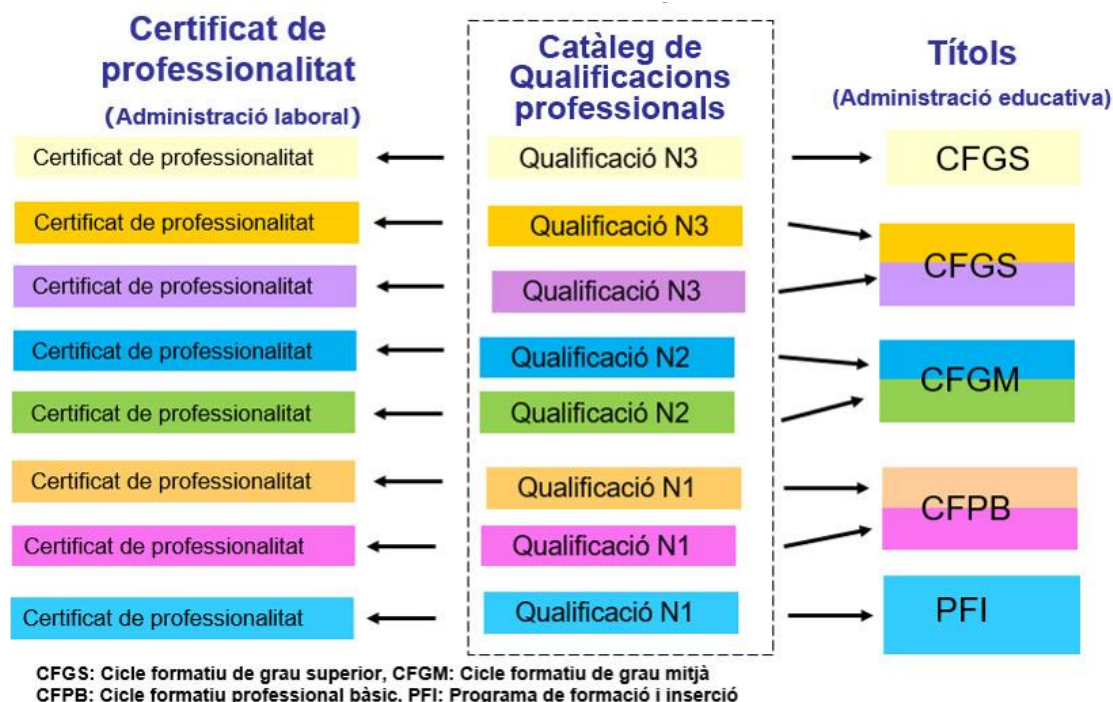 Certificat de
professionalitat
(Administració laboral)
Catàleg de
Qualificacions
professionals
Títols
(Administració educativa)
Certificat de professionalitat
Qualificació N3
CFGS
Certificat de professionalitat
Qualificació N3
Certificat de professionalitat
Qualificació N3
CFGS
Certificat de professionalitat
Qualificació N2
Certificat de professionalitat
Qualificació N2
CFGM
Certificat de professionalitat
Qualificació N1
Certificat de professionalitat
Qualificació N1
CFPB
Certificat de professionalitat
Qualificació N1
PFI
CFGS: Cicle formatiu de grau superior, CFGM: Cicle formatiu de grau mitjà
CFPB: Cicle formatiu professional bàsic, PFI: Programa de formació i inserció